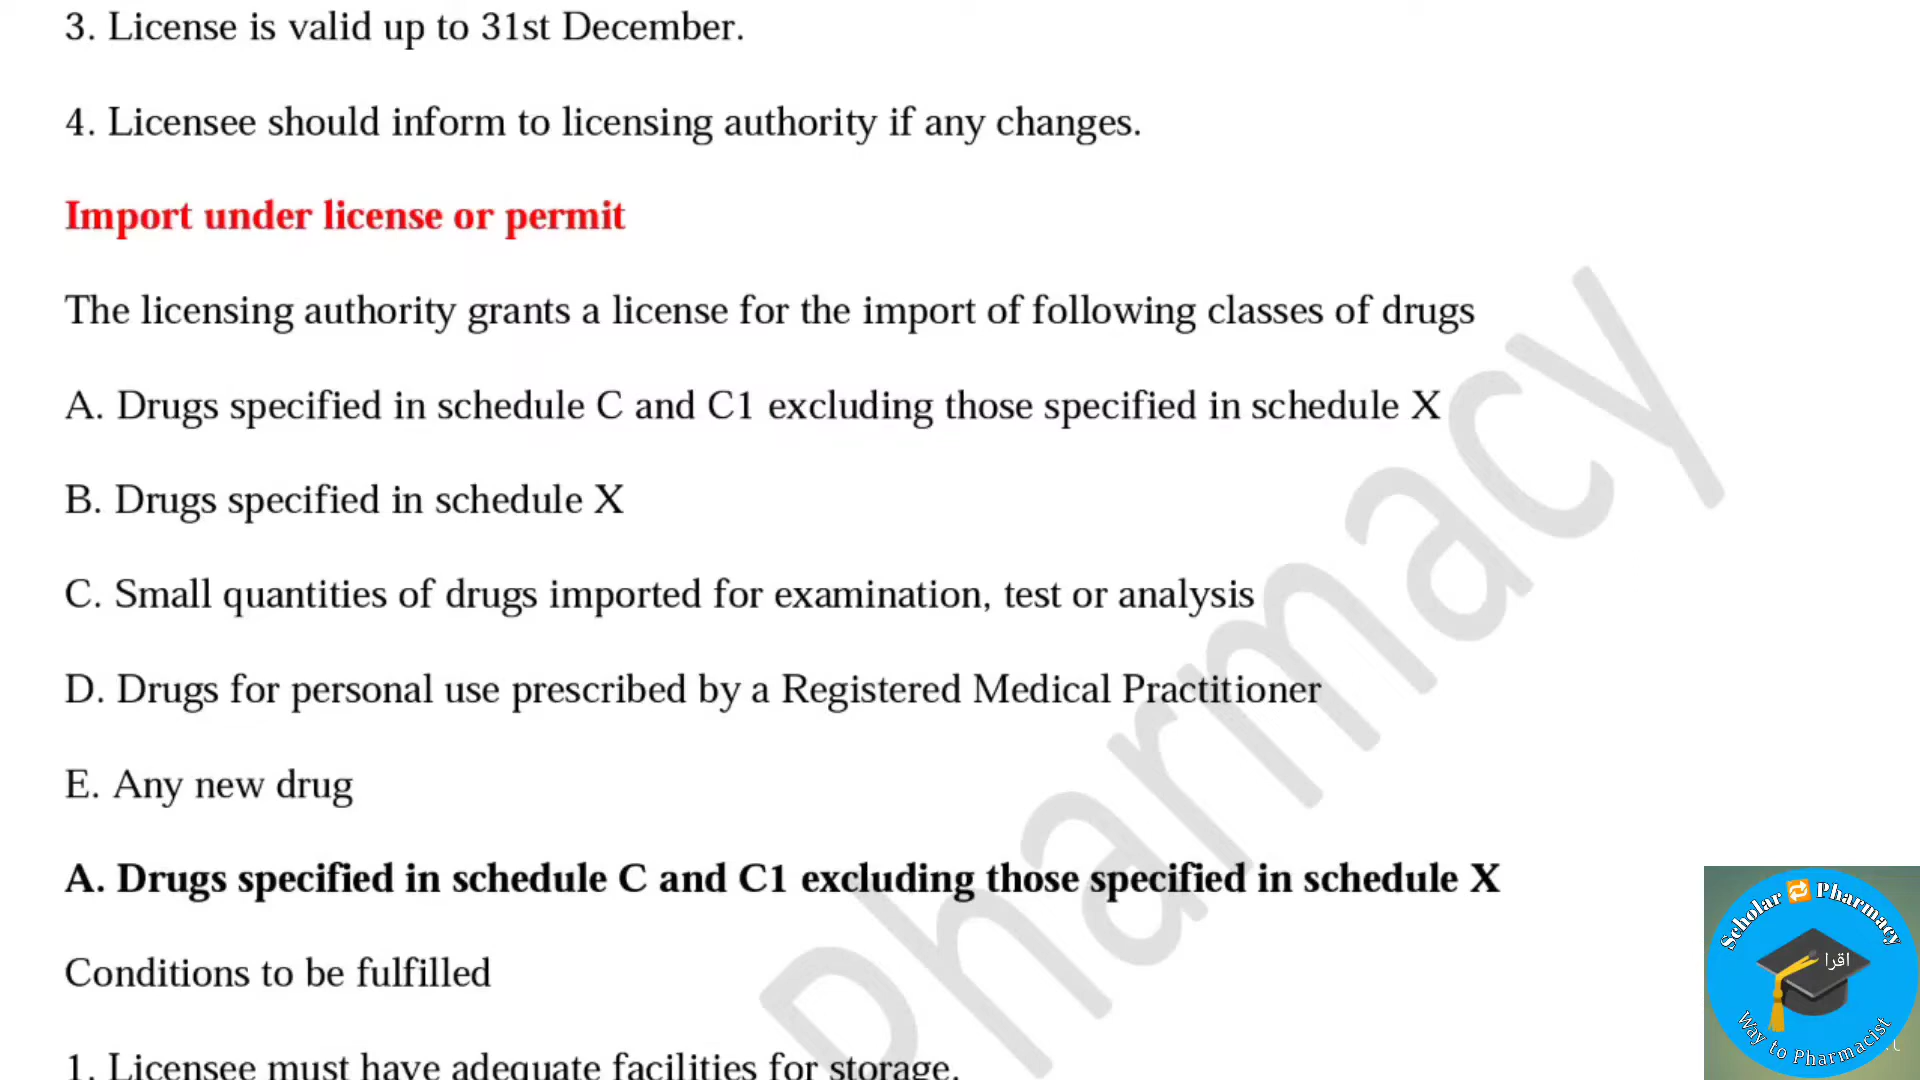 3. License is valid up to 31st December.
4. Licensee should inform to licensing authority if any changes.
Import under license or permit
The licensing authority grants a license for the import of following classes of drugs
A. Drugs specified in schedule C and C1 excluding those specified in schedule X
B. Drugs specified in schedule X
C. Small quantities of drugs imported for examination, test or analysis
D. Drugs for personal use prescribed by a Registered Medical Practitioner
E. Any new drug
A. Drugs specified in schedule C and C1 excluding those specified in schedule X
Conditions to be fulfilled
1. Licensee must have adequate facilities for storage.
Pharmacy
Scholar 🔁 Pharmacy
اقرا
Way to Pharmacist